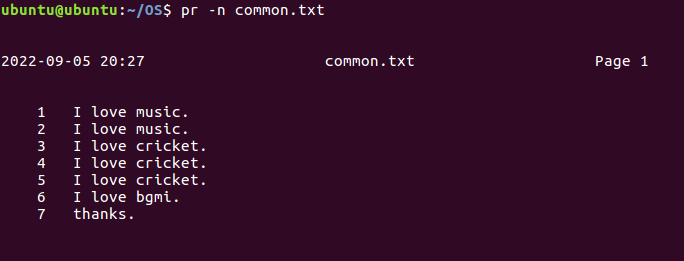 ubuntu@ubuntu:~/OS$ pr -n common.txt
2022-09-05 20:27 common.txt Page 1
1 I love music.
2 I love music.
3 I love cricket.
4 I love cricket.
5 I love cricket.
6 I love bgmi.
7 thanks.